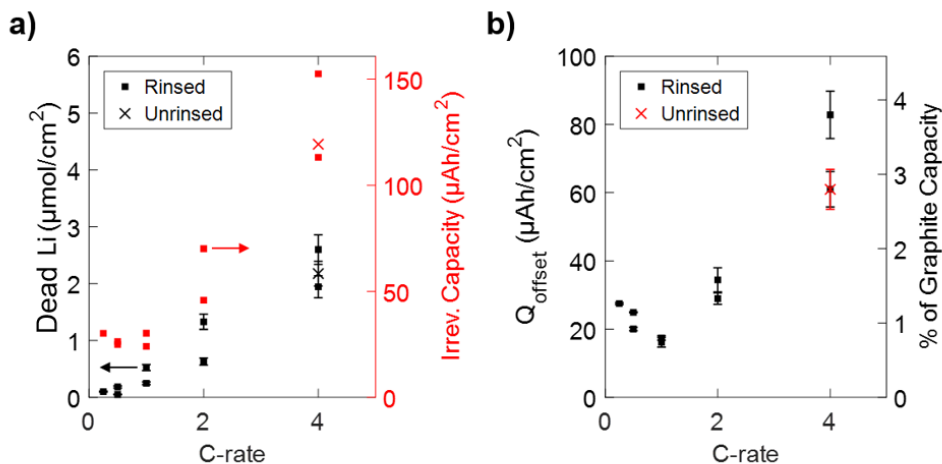 a)
Dead Li (μmol/cm²)
6
5
4
3
2
1
0
Rinsed
Unrinsed
150
100
50
0
Irrev. Capacity (μAh/cm²)
0
2
4
C-rate
b)
Q_offset (μAh/cm²)
100
80
60
40
20
0
Rinsed
Unrinsed
4
3
2
1
0
% of Graphite Capacity
0
2
4
C-rate